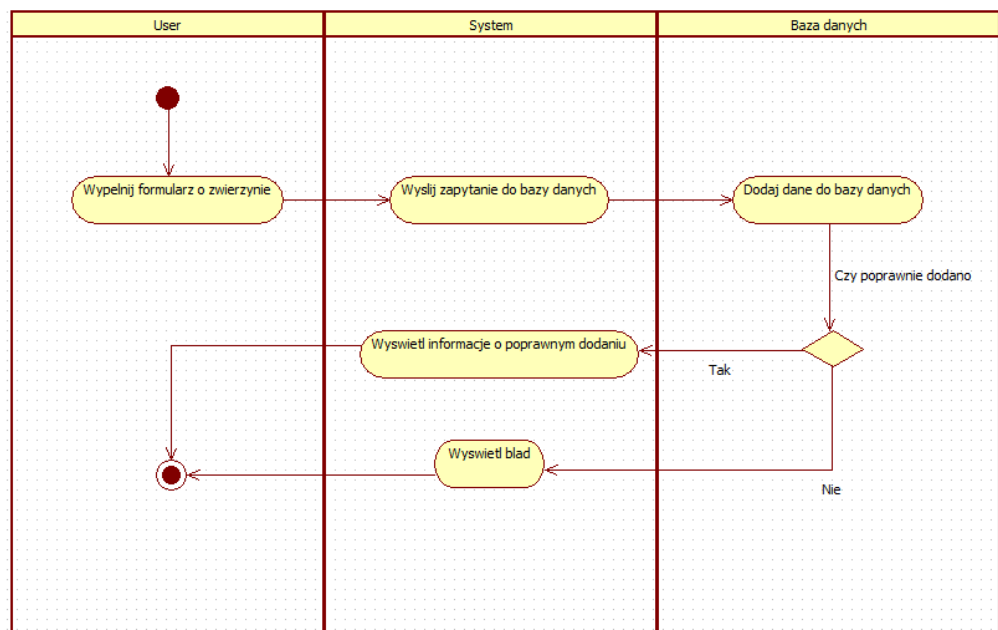 User
System
Baza danych
Wypelnij formularz o zwierzynie
Wyslij zapytanie do bazy danych
Dodaj dane do bazy danych
Czy poprawnie dodano
Wyswietl informacje o poprawnym dodaniu
Tak
Wyswietl blad
Nie